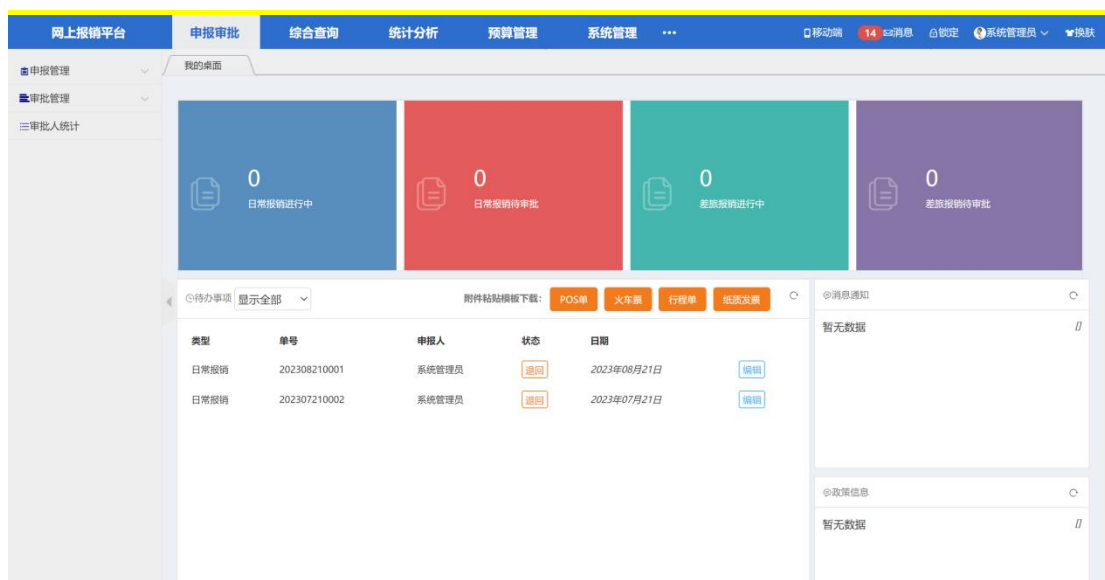 网上报销平台 申报审批 综合查询 统计分析 预算管理 系统管理 ••• 移动端 14 消息 锁定 系统管理员 换肤
申报管理
审批管理
审批人统计
我的桌面
0
日常报销进行中
0
日常报销待审批
0
差旅报销进行中
0
差旅报销待审批
待办事项 显示全部 附件粘贴模板下载： POS单 火车票 行程单 纸质发票
类型 单号 申报人 状态 日期
日常报销 202308210001 系统管理员 退回 2023年08月21日 编辑
日常报销 202307210002 系统管理员 退回 2023年07月21日 编辑
消息通知
暂无数据 []
政策信息
暂无数据 []